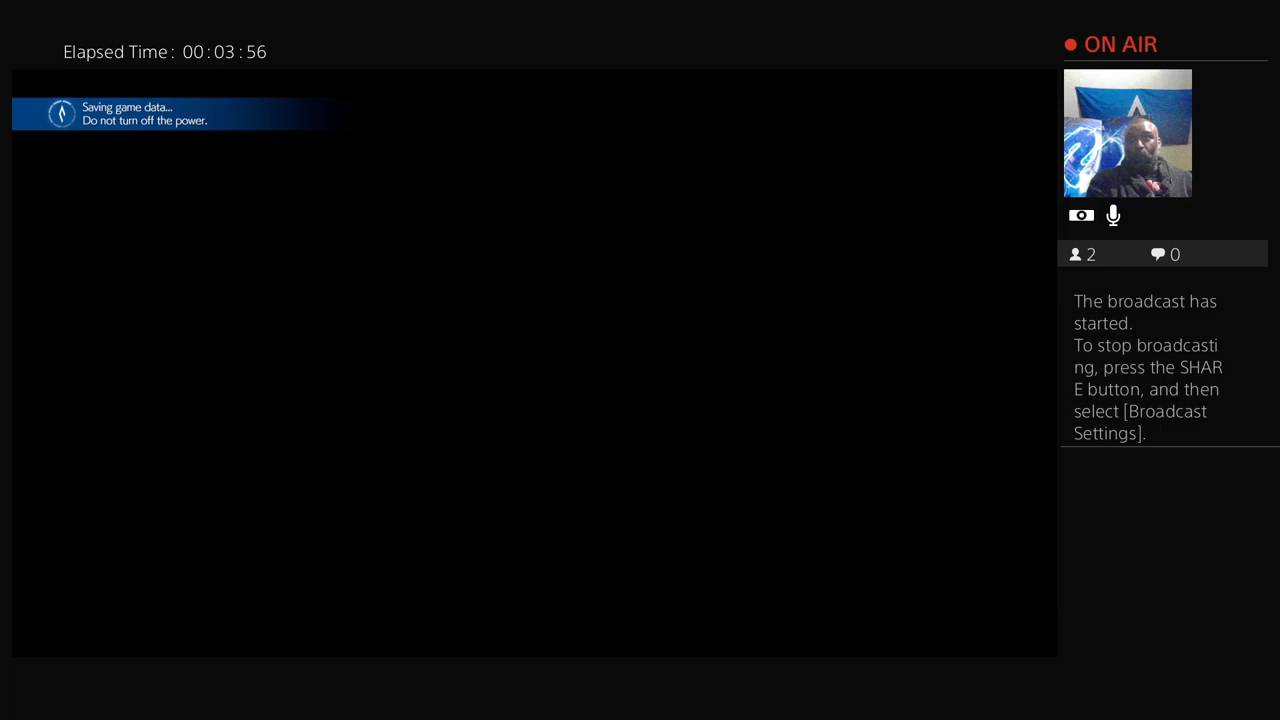 Elapsed Time: 00:03:56
ON AIR
Saving game data...
Do not turn off the power.
2
0
The broadcast has
started.
To stop broadcasti
ng, press the SHAR
E button, and then
select [Broadcast
Settings].